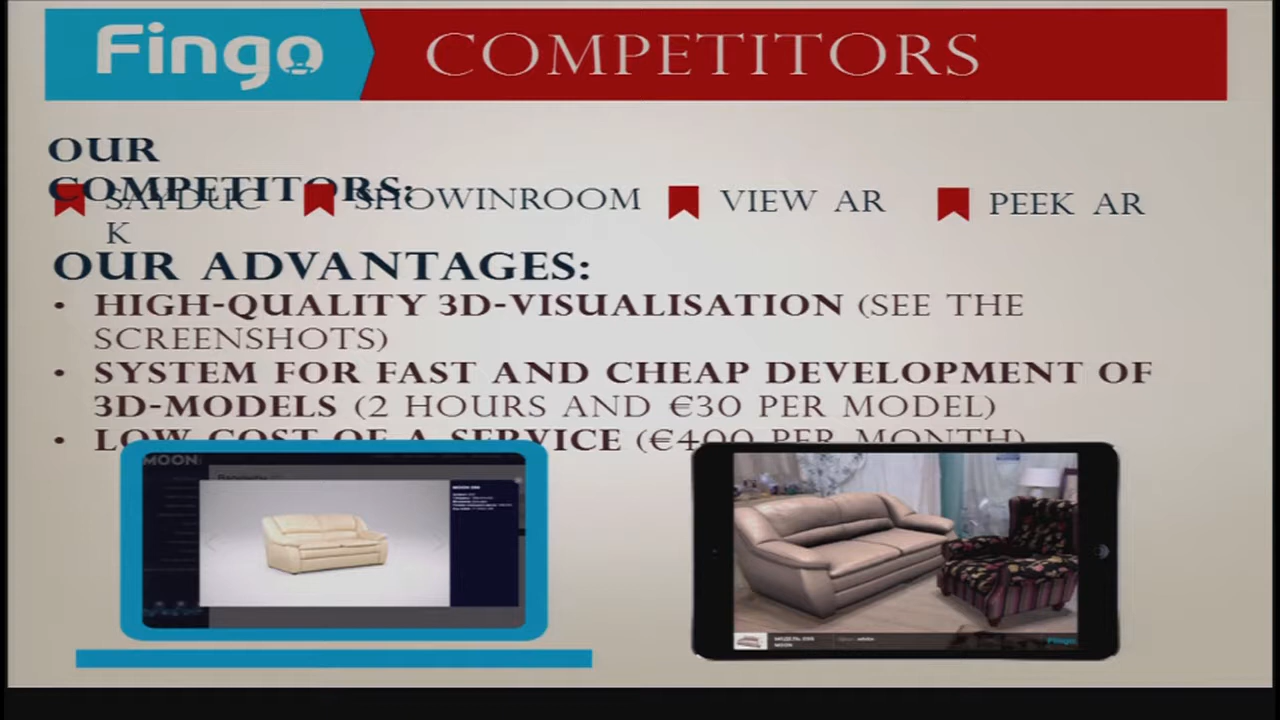 Fingo
COMPETITORS
OUR
COMPETITORS:
SAYDUC
K
SHOWINROOM
VIEW AR
PEEK AR
OUR ADVANTAGES:
• HIGH-QUALITY 3D-VISUALISATION (SEE THE
SCREENSHOTS)
• SYSTEM FOR FAST AND CHEAP DEVELOPMENT OF
3D-MODELS (2 HOURS AND €30 PER MODEL)
• LOW COST OF A SERVICE (€400 PER MONTH)
MOON